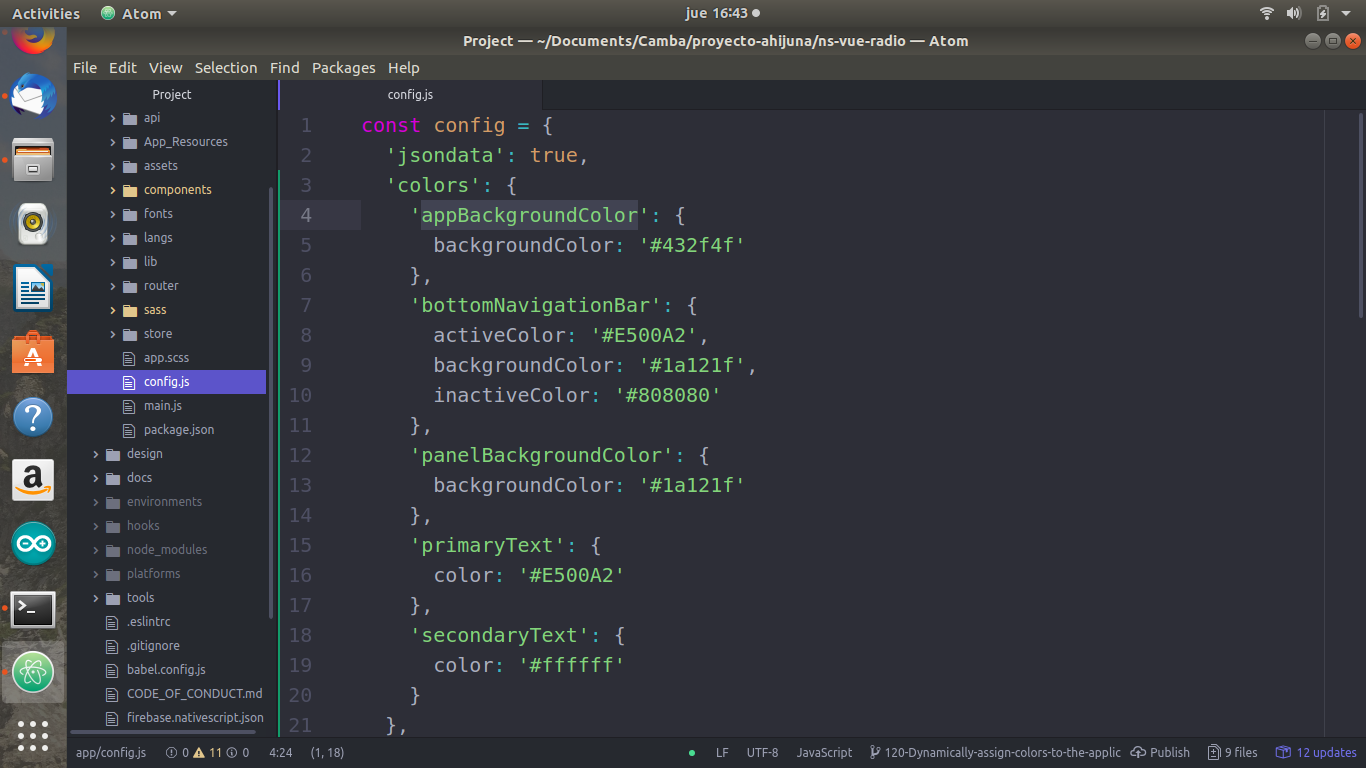 Activities
Atom
jue 16:43
Project — ~/Documents/Camba/proyecto-ahijuna/ns-vue-radio — Atom
File Edit View Selection Find Packages Help
Project
api
App_Resources
assets
components
fonts
langs
lib
router
sass
store
app.scss
config.js
main.js
package.json
design
docs
environments
hooks
node_modules
platforms
tools
.eslintrc
.gitignore
babel.config.js
CODE_OF_CONDUCT.md
firebase.nativescript.json
config.js
1 const config = {
2 'jsondata': true,
3 'colors': {
4 'appBackgroundColor': {
5 backgroundColor: '#432f4f'
6 },
7 'bottomNavigationBar': {
8 activeColor: '#E500A2',
9 backgroundColor: '#1a121f',
10 inactiveColor: '#808080'
11 },
12 'panelBackgroundColor': {
13 backgroundColor: '#1a121f'
14 },
15 'primaryText': {
16 color: '#E500A2'
17 },
18 'secondaryText': {
19 color: '#ffffff'
20 }
21 },
app/config.js 0 11 0 4:24 (1, 18) LF UTF-8 JavaScript 120-Dynamically-assign-colors-to-the-applic Publish 9 files 12 updates